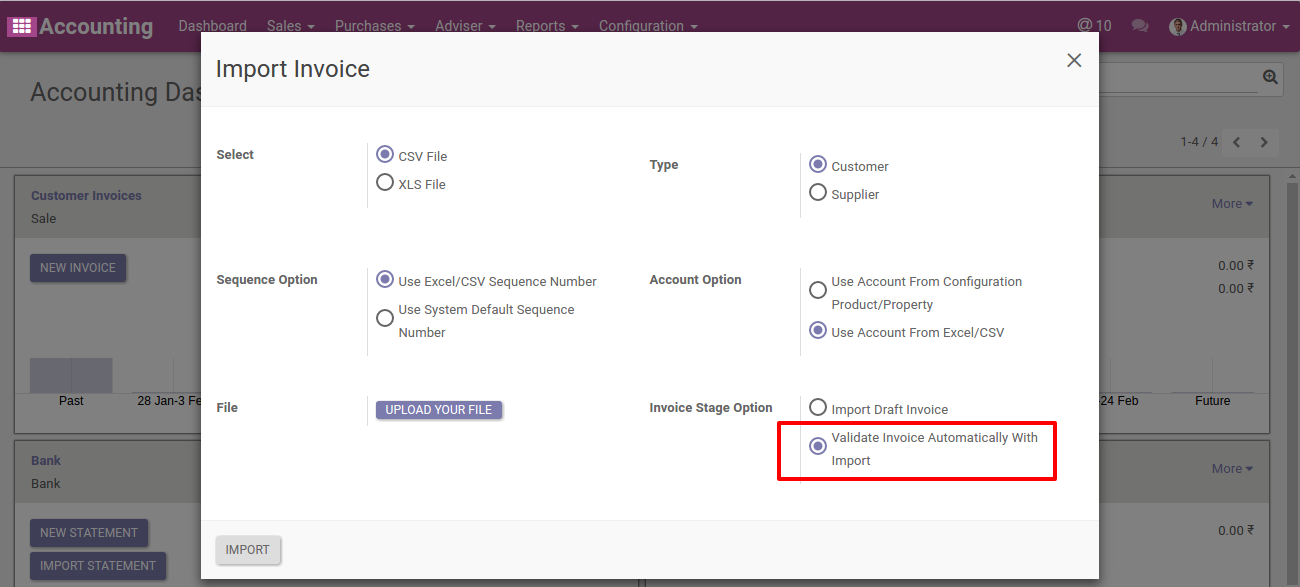 Accounting
Dashboard Sales Purchases Adviser Reports Configuration @ 10 Administrator
Import Invoice
Accounting Das
1-4 / 4
Select
CSV File
XLS File
Type
Customer
Supplier
Customer Invoices
Sale
More
NEW INVOICE
0.00 ₹
0.00 ₹
Sequence Option
Use Excel/CSV Sequence Number
Use System Default Sequence
Number
Account Option
Use Account From Configuration
Product/Property
Use Account From Excel/CSV
Past 28 Jan-3 Fe
-24 Feb Future
File
UPLOAD YOUR FILE
Invoice Stage Option
Import Draft Invoice
Validate Invoice Automatically With
Import
Bank
Bank
More
NEW STATEMENT
IMPORT STATEMENT
0.00 ₹
IMPORT